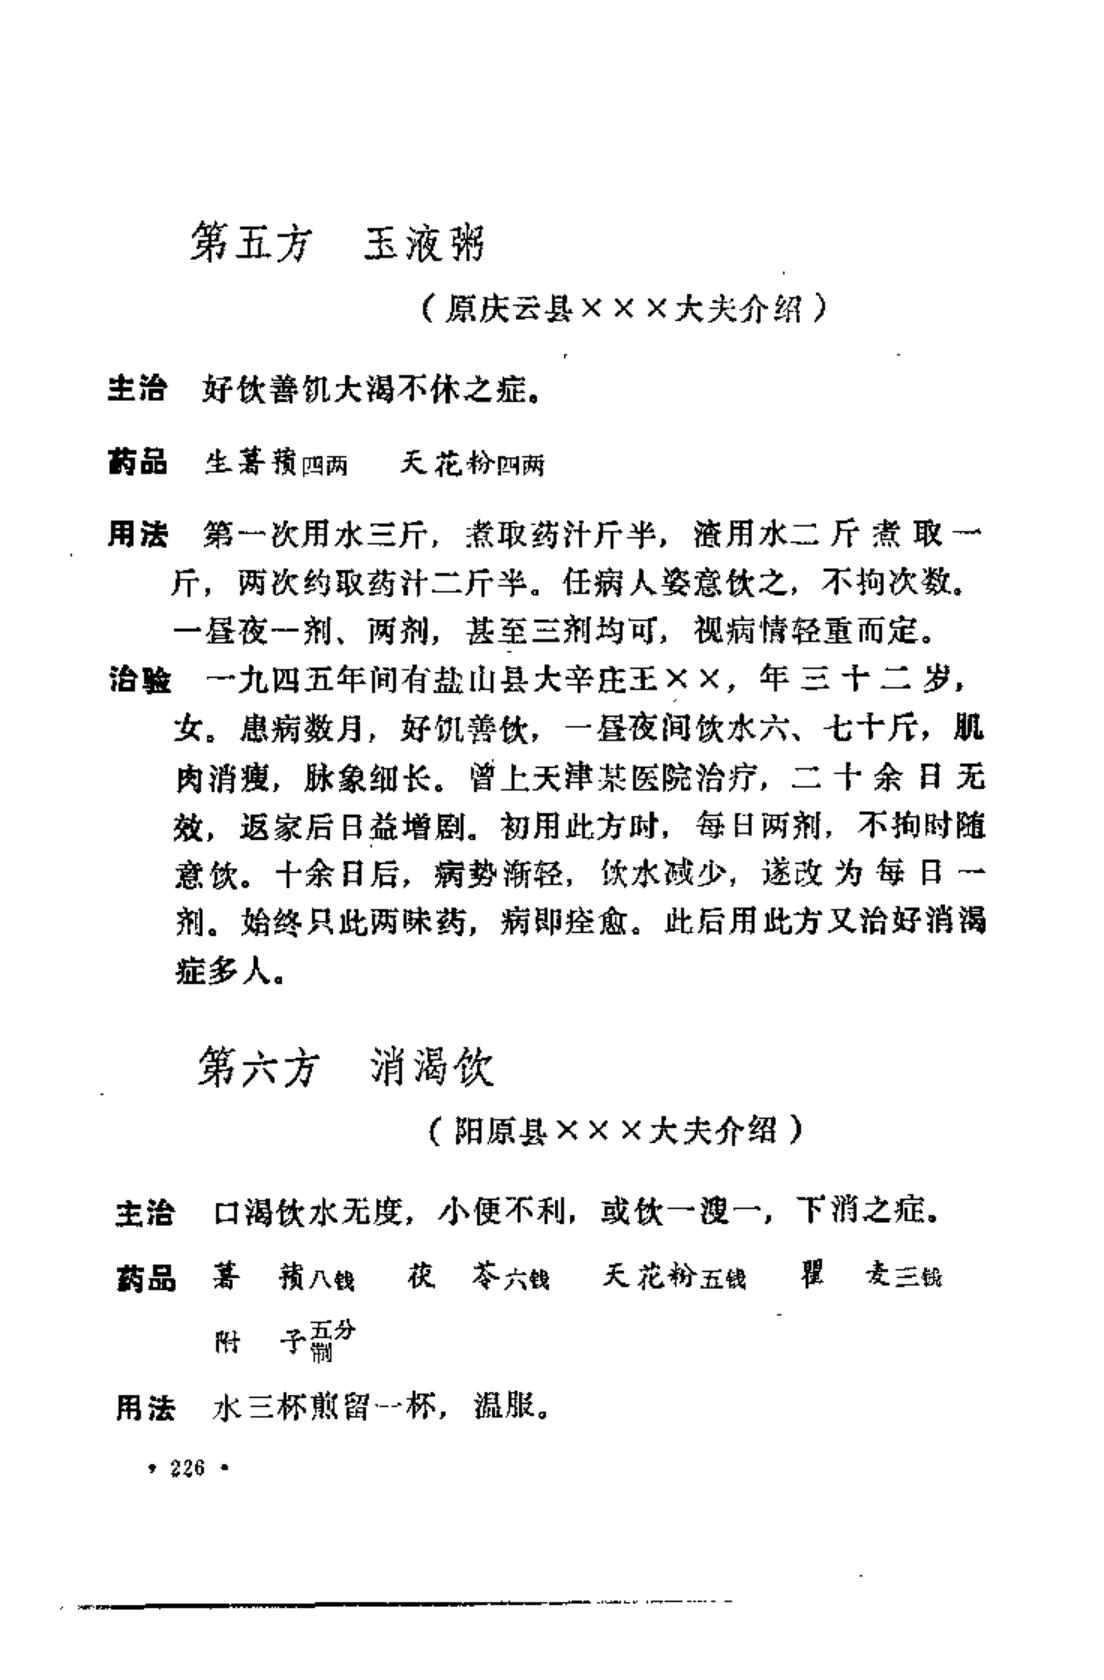 第五方　玉液粥
（原庆云县×××大夫介绍）
主治　好饮善饥大渴不休之症。
药品　生薯蓣四两　天花粉四两
用法　第一次用水三斤，煮取药汁斤半，渣用水二斤煮取一
斤，两次约取药汁二斤半。任病人姿意饮之，不拘次数。
一昼夜一剂、两剂，甚至三剂均可，视病情轻重而定。
治验　一九四五年间有盐山县大辛庄王××，年三十二岁，
女。患病数月，好饥善饮，一昼夜间饮水六、七十斤，肌
肉消瘦，脉象细长。曾上天津某医院治疗，二十余日无
效，返家后日益增剧。初用此方时，每日两剂，不拘时随
意饮。十余日后，病势渐轻，饮水减少，遂改为每日一
剂。始终只此两味药，病即痊愈。此后用此方又治好消渴
症多人。
第六方　消渴饮
（阳原县×××大夫介绍）
主治　口渴饮水无度，小便不利，或饮一溲一，下消之症。
药品　薯　蓣八钱　茯　苓六钱　天花粉五钱　瞿　麦三钱
附　子五分制
用法　水三杯煎留一杯，温服。
· 226 ·